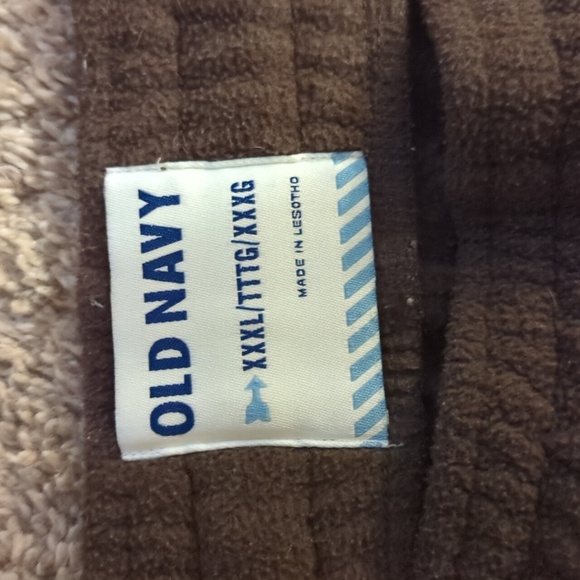 OLD NAVY
XXXL/TTTG/XXXG
MADE IN LESOTHO